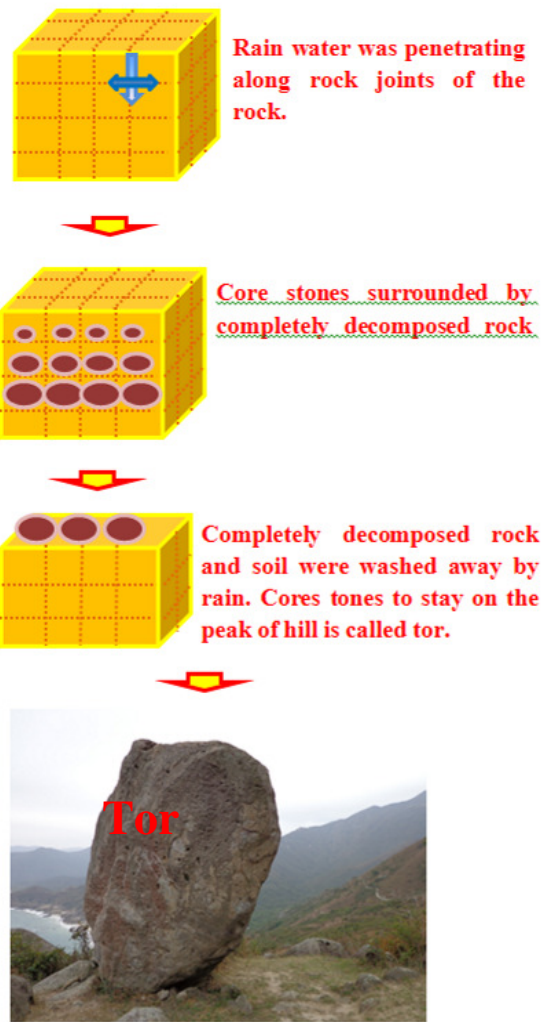 Rain water was penetrating
along rock joints of the
rock.
Core stones surrounded by
completely decomposed rock
Completely decomposed rock
and soil were washed away by
rain. Cores tones to stay on the
peak of hill is called tor.
Tor